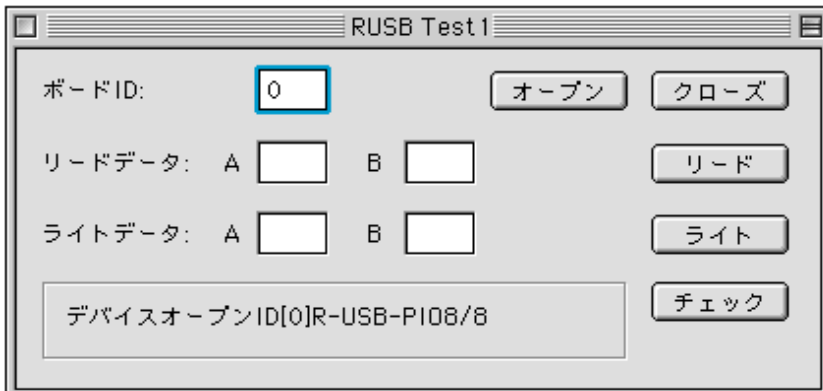 RUSB Test1
ボードID: 0 オープン クローズ
リードデータ: A B リード
ライトデータ: A B ライト
チェック
デバイスオープンID[0]R-USB-PIO8/8